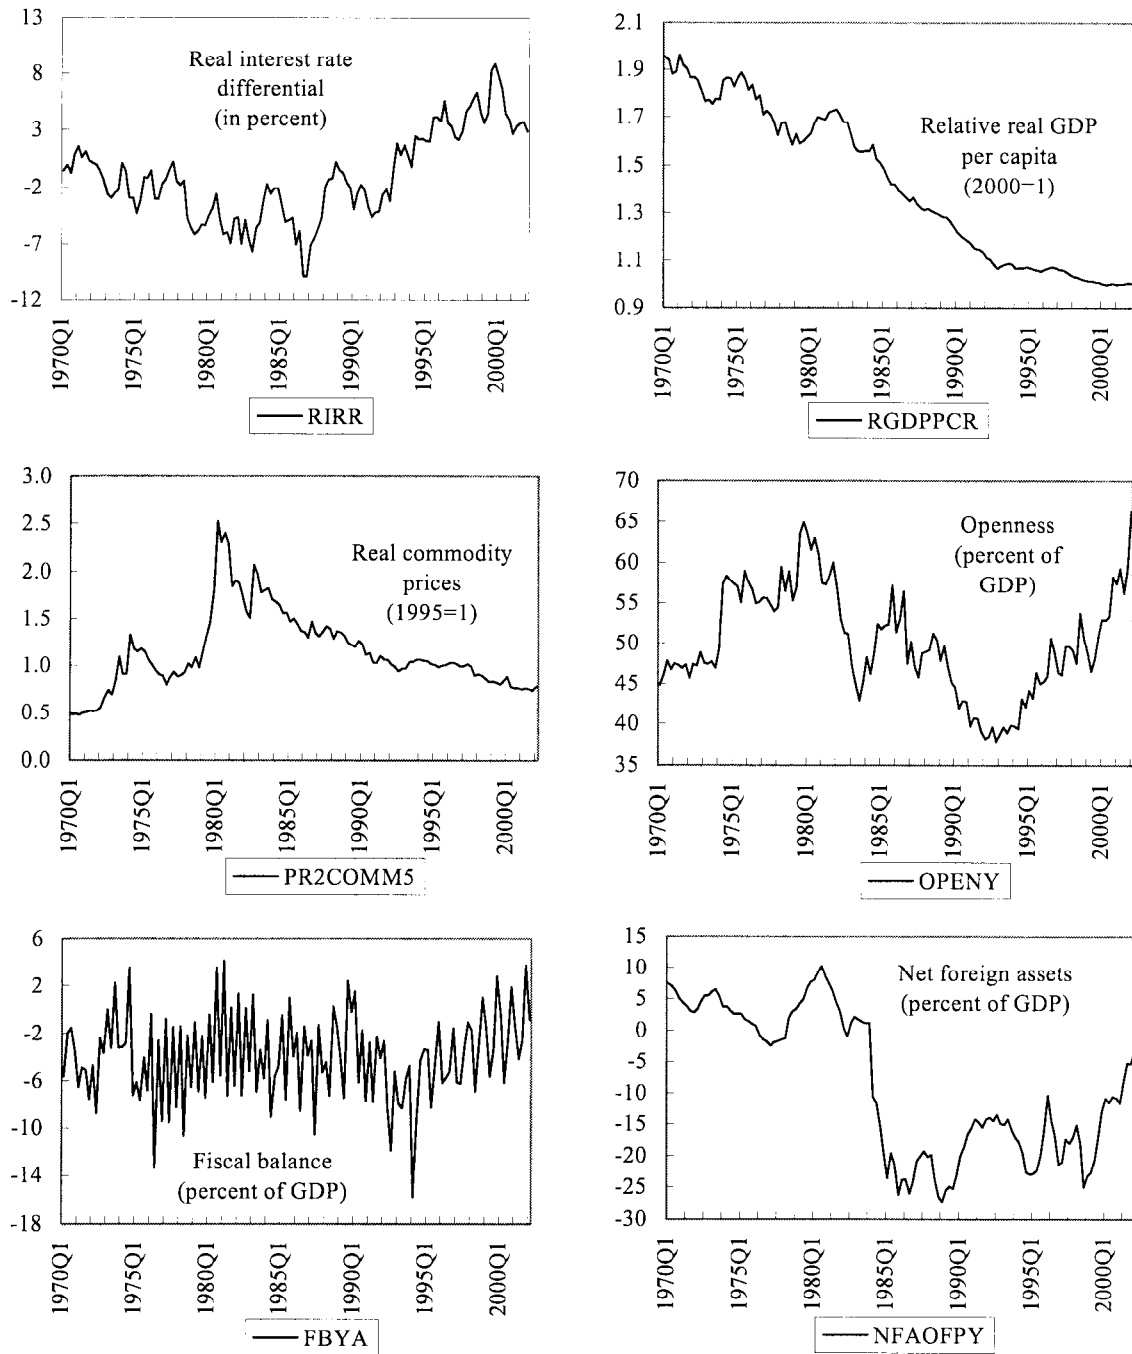 13
8
3
-2
-7
-12
Real interest rate
differential
(in percent)
1970Q1
1975Q1
1980Q1
1985Q1
1990Q1
1995Q1
2000Q1
RIRR
2.1
1.9
1.7
1.5
1.3
1.1
0.9
Relative real GDP
per capita
(2000=1)
1970Q1
1975Q1
1980Q1
1985Q1
1990Q1
1995Q1
2000Q1
RGDPPCR
3.0
2.5
2.0
1.5
1.0
0.5
0.0
Real commodity
prices
(1995=1)
1970Q1
1975Q1
1980Q1
1985Q1
1990Q1
1995Q1
2000Q1
PR2COMM5
70
65
60
55
50
45
40
35
Openness
(percent of
GDP)
1970Q1
1975Q1
1980Q1
1985Q1
1990Q1
1995Q1
2000Q1
OPENY
6
2
-2
-6
-10
-14
-18
Fiscal balance
(percent of GDP)
1970Q1
1975Q1
1980Q1
1985Q1
1990Q1
1995Q1
2000Q1
FBYA
15
10
5
0
-5
-10
-15
-20
-25
-30
Net foreign assets
(percent of GDP)
1970Q1
1975Q1
1980Q1
1985Q1
1990Q1
1995Q1
2000Q1
NFAOFPY